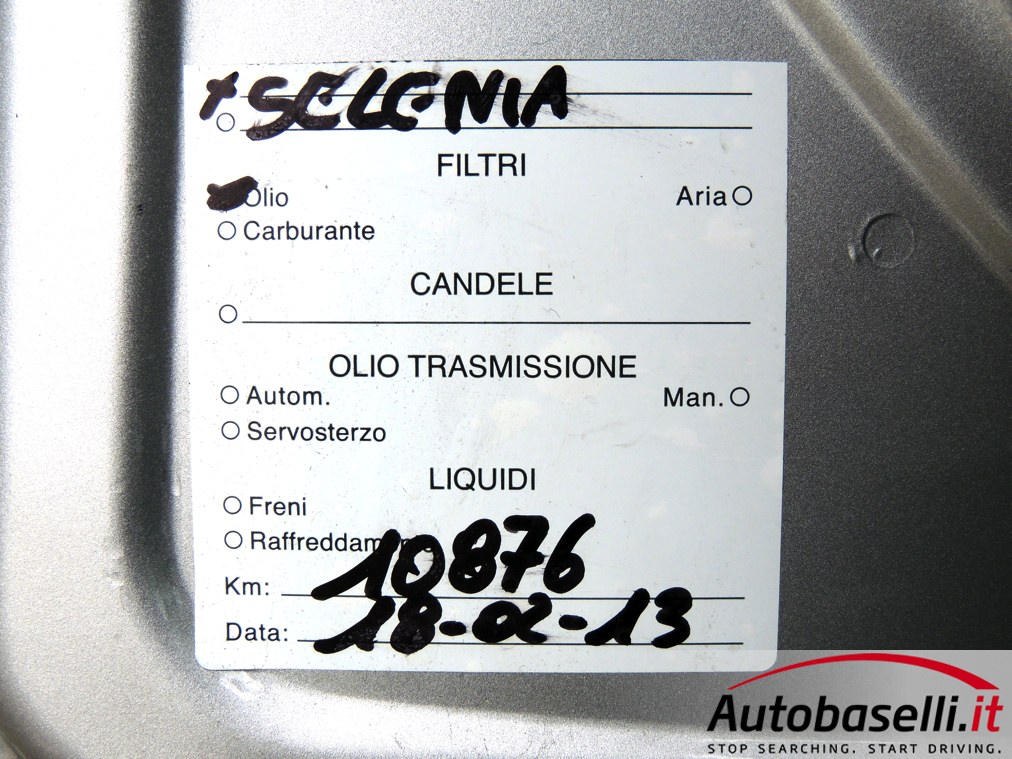 x SELENIA
FILTRI
Olio Aria
Carburante
CANDELE
OLIO TRASMISSIONE
Autom. Man.
Servosterzo
LIQUIDI
Freni
Raffreddamento
Km: 10876
Data: 18-02-13
Autobaselli.it
STOP SEARCHING. START DRIVING.